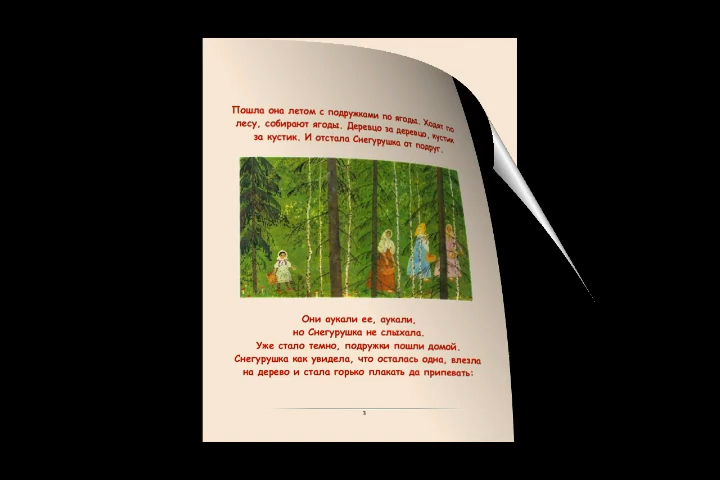 Пошла она летом с подружками по ягоды. Ходят по
лесу, собирают ягоды. Деревцо за деревцо, кустик
за кустик. И отстала Снегурушка от подруг.
Они аукали ее, аукали,
но Снегурушка не слыхала.
Уже стало темно, подружки пошли домой.
Снегурушка как увидела, что осталась одна, влезла
на дерево и стала горько плакать да припевать:
3